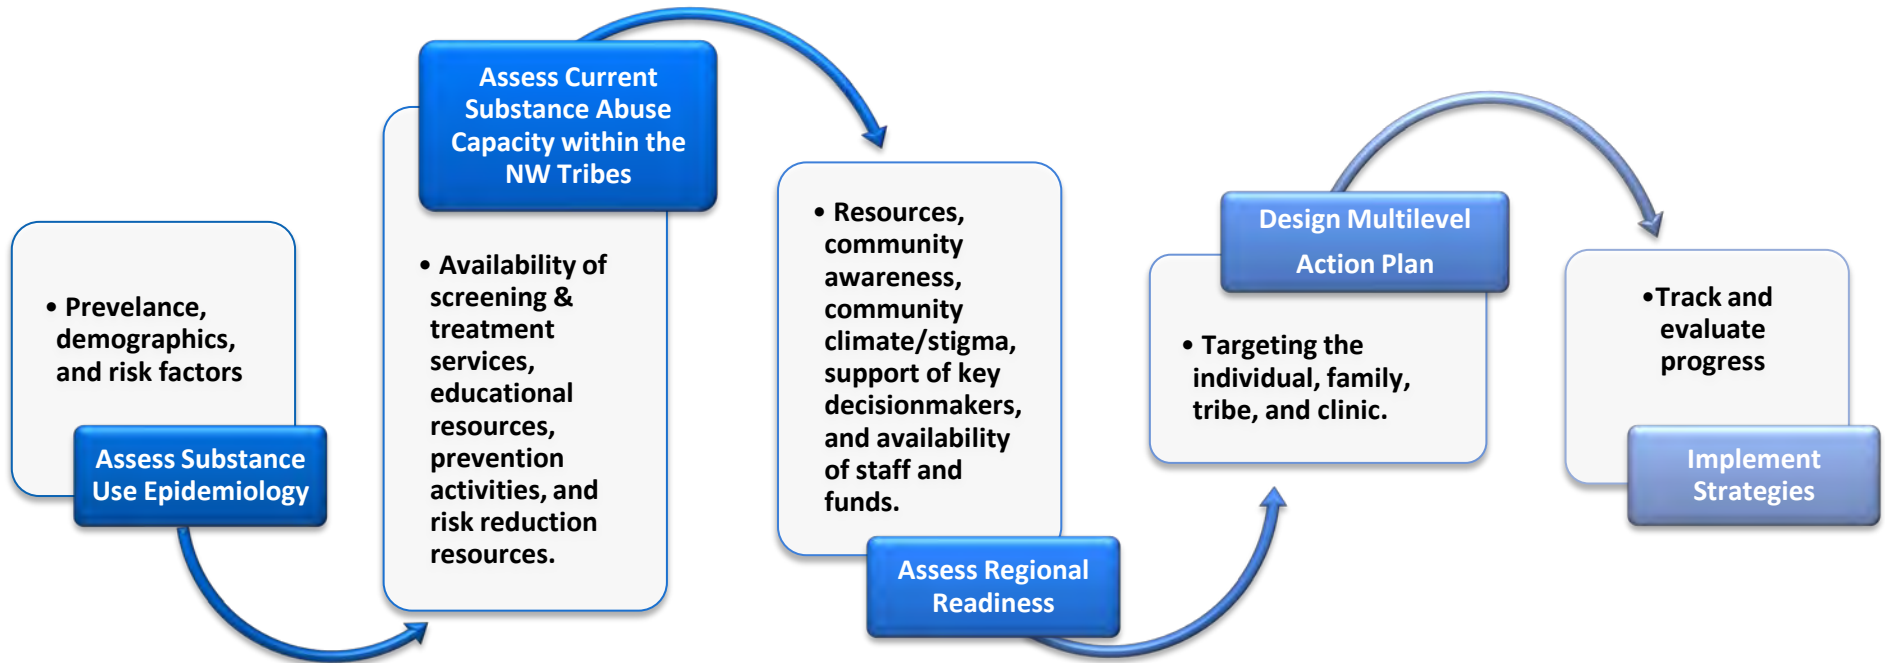 • Prevelance,
demographics,
and risk factors
Assess Substance
Use Epidemiology
Assess Current
Substance Abuse
Capacity within the
NW Tribes
• Availability of
screening &
treatment
services,
educational
resources,
prevention
activities, and
risk reduction
resources.
• Resources,
community
awareness,
community
climate/stigma,
support of key
decisionmakers,
and availability
of staff and
funds.
Assess Regional
Readiness
Design Multilevel
Action Plan
• Targeting the
individual, family,
tribe, and clinic.
•Track and
evaluate
progress
Implement
Strategies